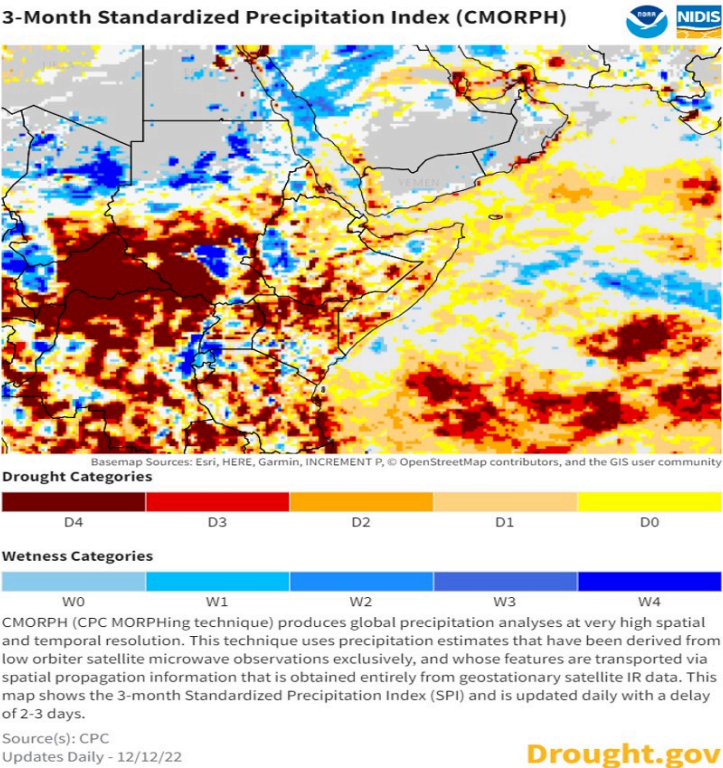 3-Month Standardized Precipitation Index (CMORPH)
NOAA
NIDIS
YEMEN
Basemap Sources: Esri, HERE, Garmin, INCREMENT P, © OpenStreetMap contributors, and the GIS user community
Drought Categories
D4 D3 D2 D1 D0
Wetness Categories
W0 W1 W2 W3 W4
CMORPH (CPC MORPHing technique) produces global precipitation analyses at very high spatial
and temporal resolution. This technique uses precipitation estimates that have been derived from
low orbiter satellite microwave observations exclusively, and whose features are transported via
spatial propagation information that is obtained entirely from geostationary satellite IR data. This
map shows the 3-month Standardized Precipitation Index (SPI) and is updated daily with a delay
of 2-3 days.
Source(s): CPC
Updates Daily - 12/12/22
Drought.gov